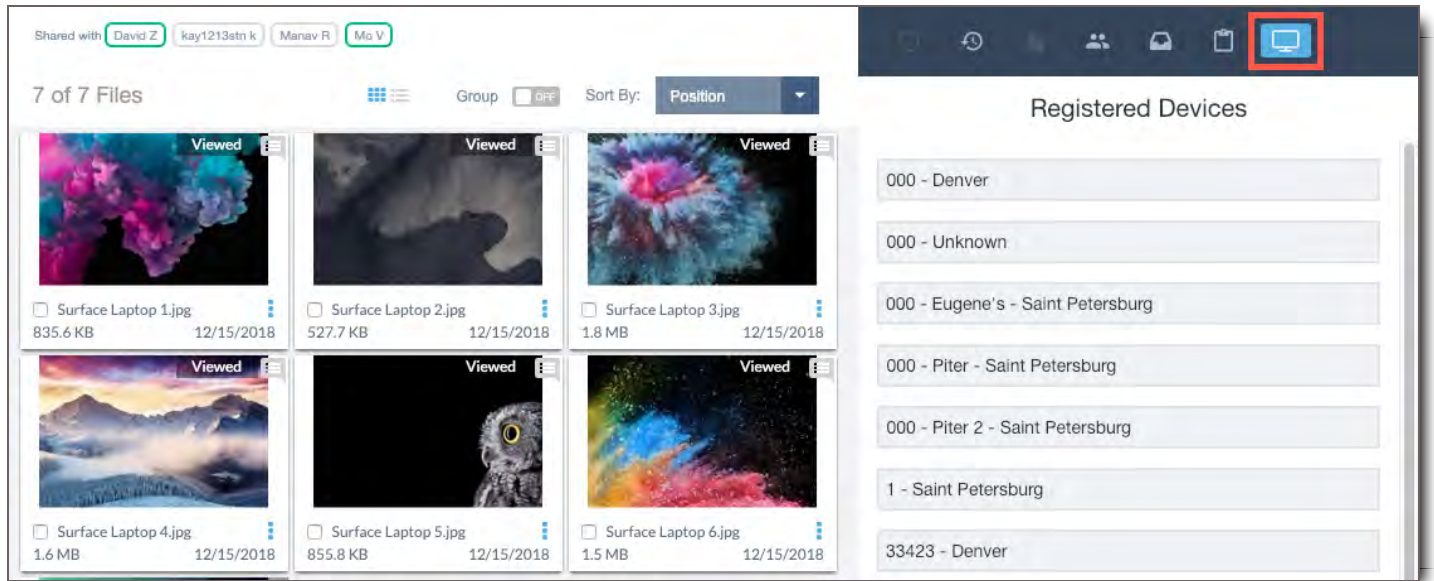 Shared with David Z kay1213stn k Manav R Mo V
7 of 7 Files
Group OFF Sort By: Position
Viewed Viewed Viewed
Surface Laptop 1.jpg Surface Laptop 2.jpg Surface Laptop 3.jpg
835.6 KB 12/15/2018 527.7 KB 12/15/2018 1.8 MB 12/15/2018
Viewed Viewed Viewed
Surface Laptop 4.jpg Surface Laptop 5.jpg Surface Laptop 6.jpg
1.6 MB 12/15/2018 855.8 KB 12/15/2018 1.5 MB 12/15/2018
Registered Devices
000 - Denver
000 - Unknown
000 - Eugene's - Saint Petersburg
000 - Piter - Saint Petersburg
000 - Piter 2 - Saint Petersburg
1 - Saint Petersburg
33423 - Denver